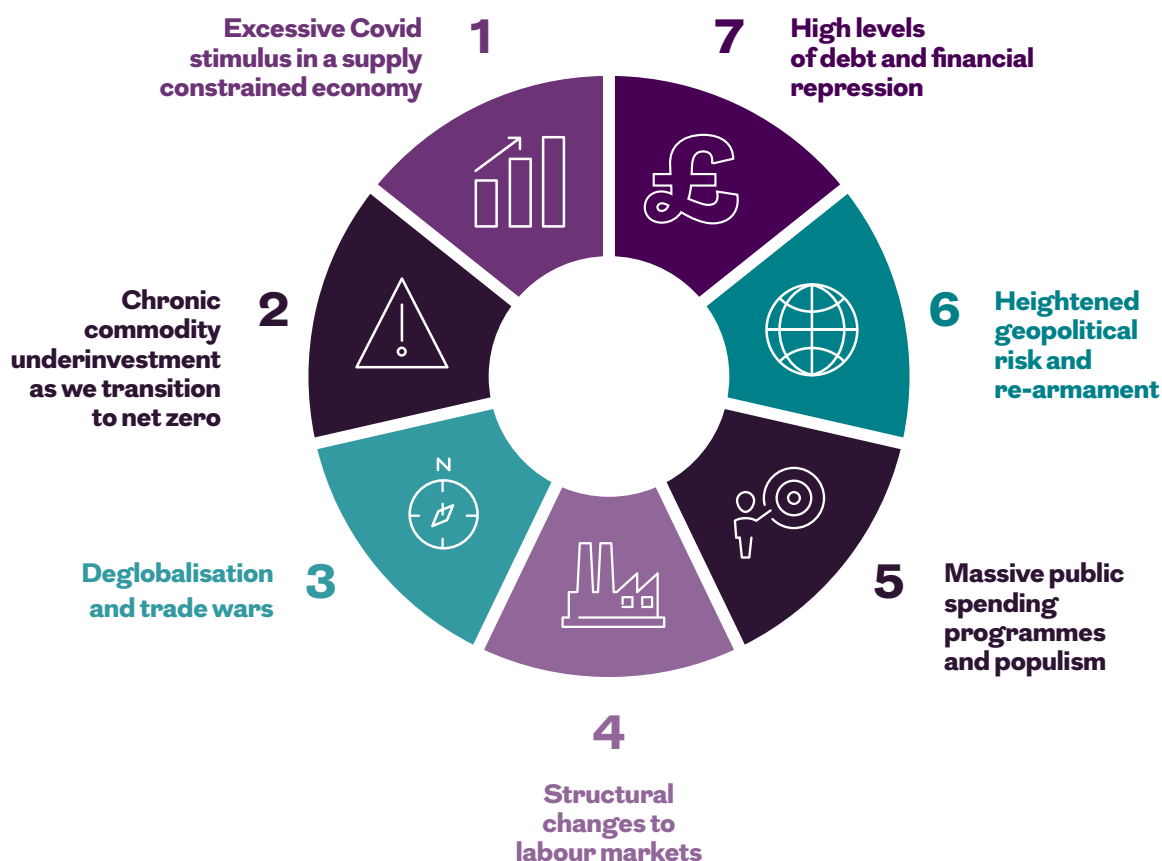 1
Excessive Covid
stimulus in a supply
constrained economy
2
Chronic
commodity
underinvestment
as we transition
to net zero
N
3
Deglobalisation
and trade wars
4
Structural
changes to
labour markets
5
Massive public
spending
programmes
and populism
6
Heightened
geopolitical
risk and
re-armament
7
High levels
of debt and financial
repression
£